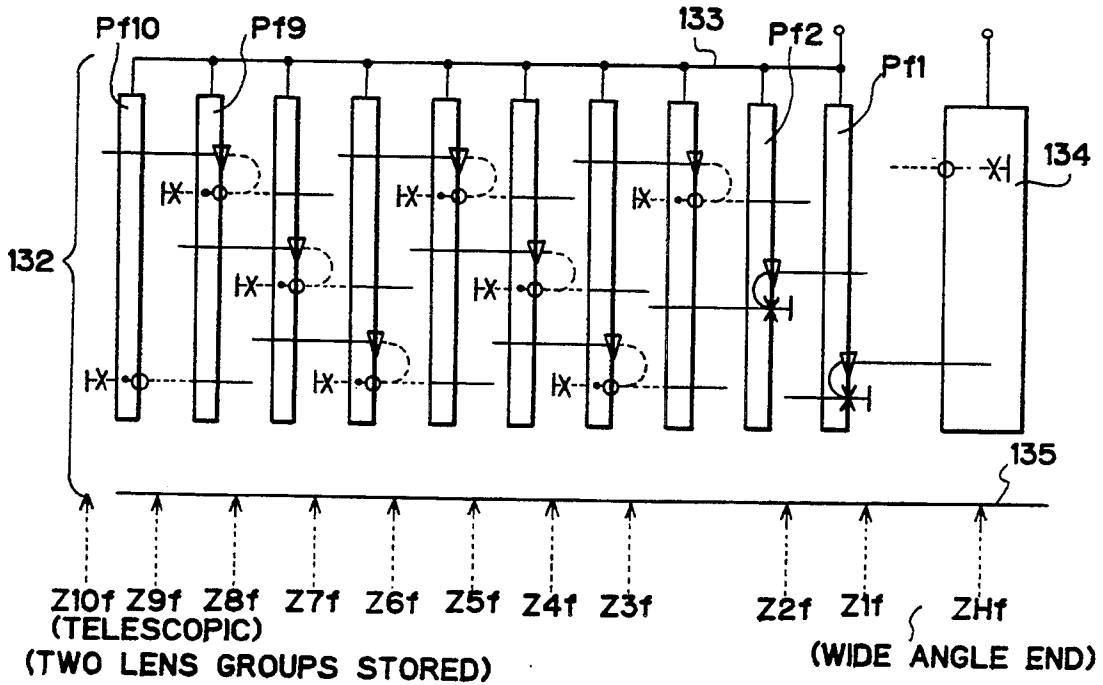 Pf10
Pf9
133
Pf2
Pf1
134
132
135
Z10f Z9f Z8f Z7f Z6f Z5f Z4f Z3f Z2f Z1f ZHf
(TELESCOPIC)
(TWO LENS GROUPS STORED)
(WIDE ANGLE END)